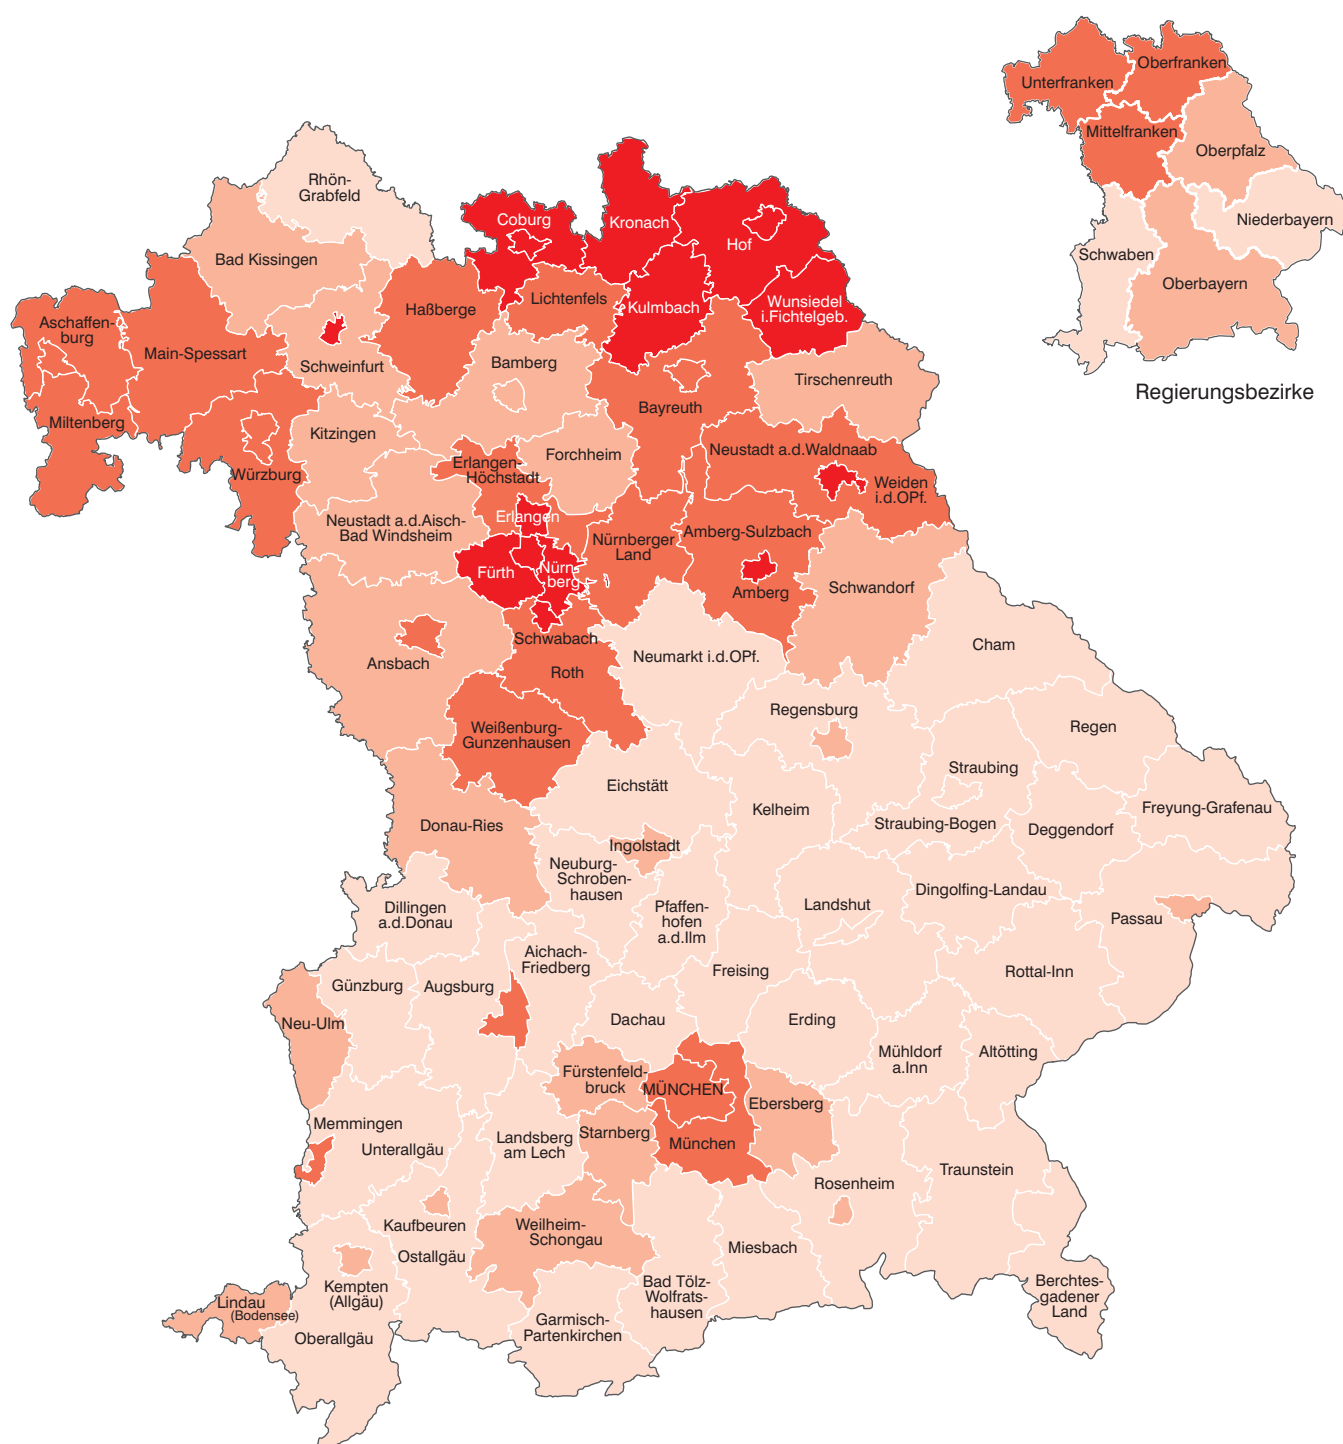 Unterfranken
Oberfranken
Mittelfranken
Oberpfalz
Niederbayern
Schwaben
Oberbayern
Regierungsbezirke
Rhön-
Grabfeld
Bad Kissingen
Coburg
Kronach
Hof
Lichtenfels
Kulmbach
Wunsiedel
i.Fichtelgeb.
Haßberge
Aschaffen-
burg
Main-Spessart
Schweinfurt
Bamberg
Tirschenreuth
Bayreuth
Miltenberg
Kitzingen
Würzburg
Erlangen-
Höchstadt
Forchheim
Neustadt a.d.Waldnaab
Weiden
i.d.OPf.
Neustadt a.d.Aisch-
Bad Windsheim
Erlangen
Nürnberger
Land
Amberg-Sulzbach
Fürth
Nürn-
berg
Amberg
Schwandorf
Ansbach
Schwabach
Roth
Neumarkt i.d.OPf.
Cham
Weißenburg-
Gunzenhausen
Regensburg
Regen
Eichstätt
Kelheim
Straubing
Straubing-Bogen
Deggendorf
Freyung-Grafenau
Donau-Ries
Ingolstadt
Neuburg-
Schroben-
hausen
Dillingen
a.d.Donau
Pfaffen-
hofen
a.d.Ilm
Landshut
Dingolfing-Landau
Passau
Aichach-
Friedberg
Freising
Rottal-Inn
Günzburg
Augsburg
Neu-Ulm
Dachau
Erding
Mühldorf
a.Inn
Altötting
Fürstenfeld-
bruck
MÜNCHEN
Ebersberg
Memmingen
Unterallgäu
Landsberg
am Lech
Starnberg
München
Rosenheim
Traunstein
Kaufbeuren
Ostallgäu
Weilheim-
Schongau
Miesbach
Kempten
(Allgäu)
Bad Tölz-
Wolfrats-
hausen
Berchtes-
gadener
Land
Lindau
(Bodensee)
Oberallgäu
Garmisch-
Partenkirchen